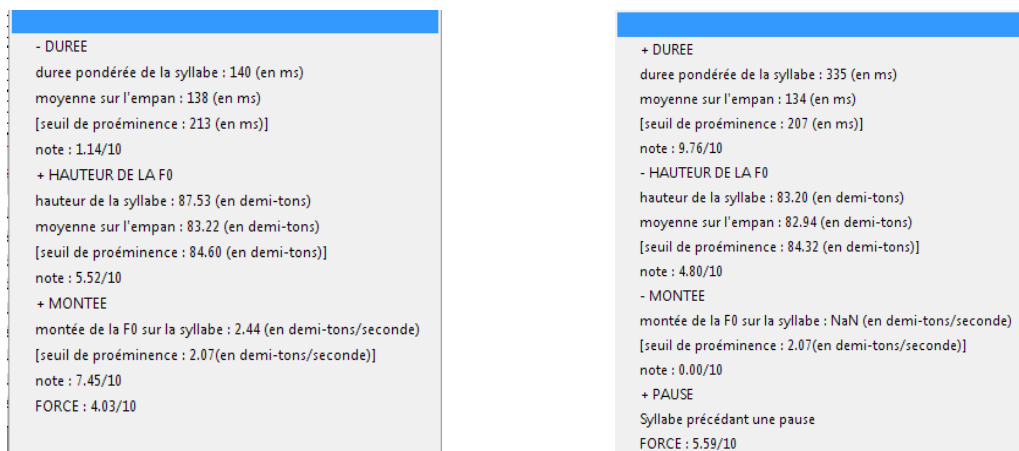 - DUREE
duree pondérée de la syllabe : 140 (en ms)
moyenne sur l'empan : 138 (en ms)
[seuil de proéminence : 213 (en ms)]
note : 1.14/10
+ HAUTEUR DE LA F0
hauteur de la syllabe : 87.53 (en demi-tons)
moyenne sur l'empan : 83.22 (en demi-tons)
[seuil de proéminence : 84.60 (en demi-tons)]
note : 5.52/10
+ MONTEE
montée de la F0 sur la syllabe : 2.44 (en demi-tons/seconde)
[seuil de proéminence : 2.07(en demi-tons/seconde)]
note : 7.45/10
FORCE : 4.03/10
+ DUREE
duree pondérée de la syllabe : 335 (en ms)
moyenne sur l'empan : 134 (en ms)
[seuil de proéminence : 207 (en ms)]
note : 9.76/10
- HAUTEUR DE LA F0
hauteur de la syllabe : 83.20 (en demi-tons)
moyenne sur l'empan : 82.94 (en demi-tons)
[seuil de proéminence : 84.32 (en demi-tons)]
note : 4.80/10
- MONTEE
montée de la F0 sur la syllabe : NaN (en demi-tons/seconde)
[seuil de proéminence : 2.07(en demi-tons/seconde)]
note : 0.00/10
+ PAUSE
Syllabe précédant une pause
FORCE : 5.59/10